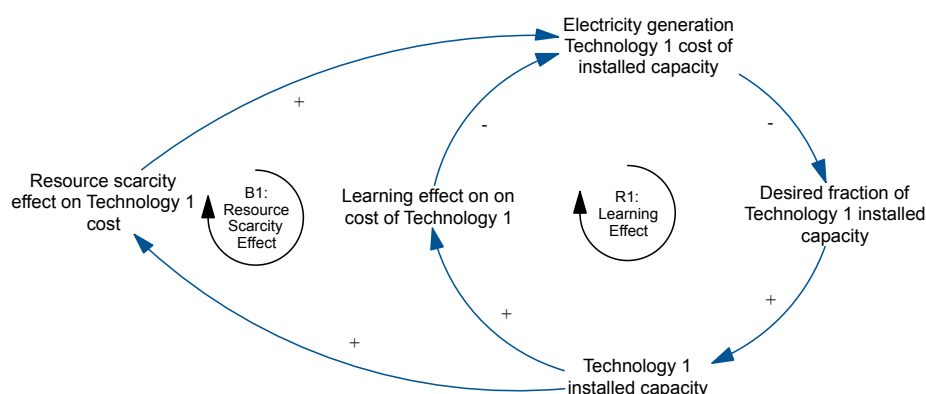 Electricity generation
Technology 1 cost of
installed capacity
+
-
-
Resource scarcity
effect on Technology 1
cost
B1:
Resource
Scarcity
Effect
Learning effect on on
cost of Technology 1
R1:
Learning
Effect
Desired fraction of
Technology 1 installed
capacity
+
+
+
Technology 1
installed capacity